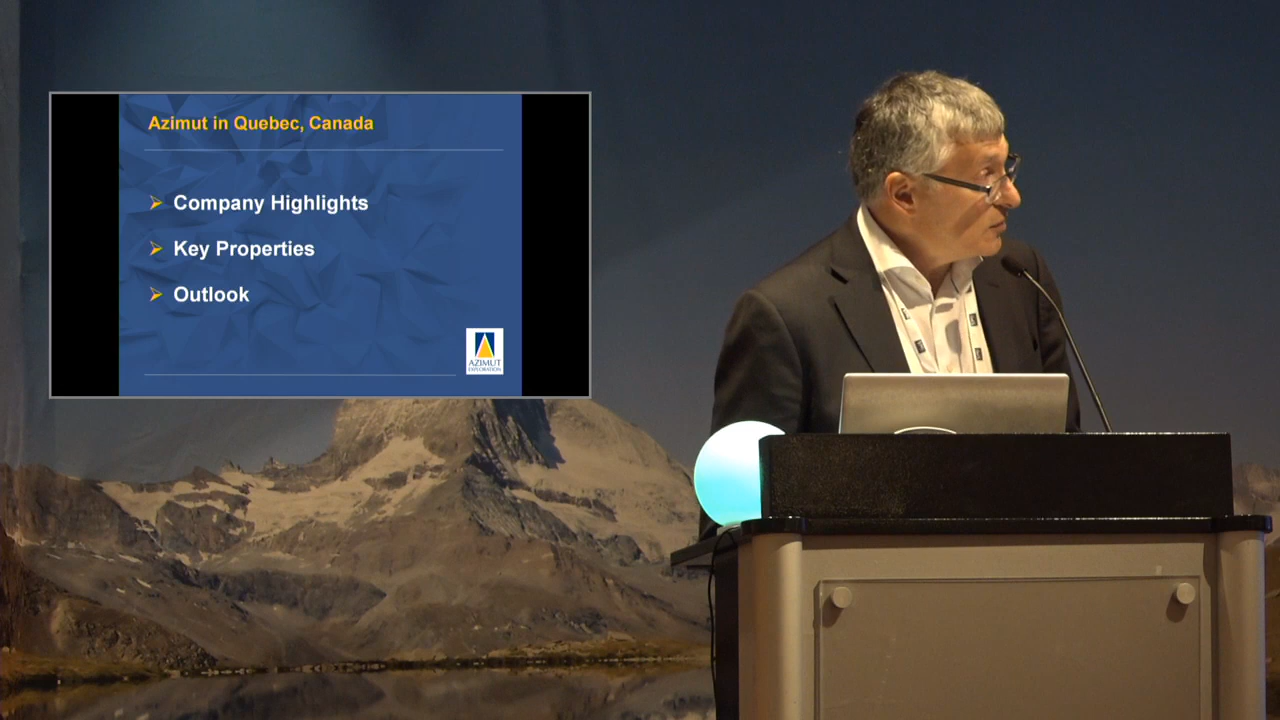 Azimut in Quebec, Canada
Company Highlights
Key Properties
Outlook
AZIMUT
EXPLORATION